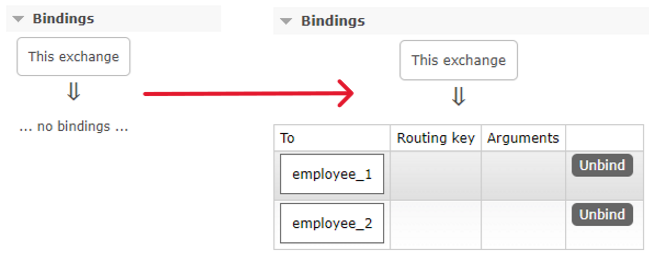 Bindings
This exchange
... no bindings ...
Bindings
This exchange
To Routing key Arguments
employee_1 Unbind
employee_2 Unbind